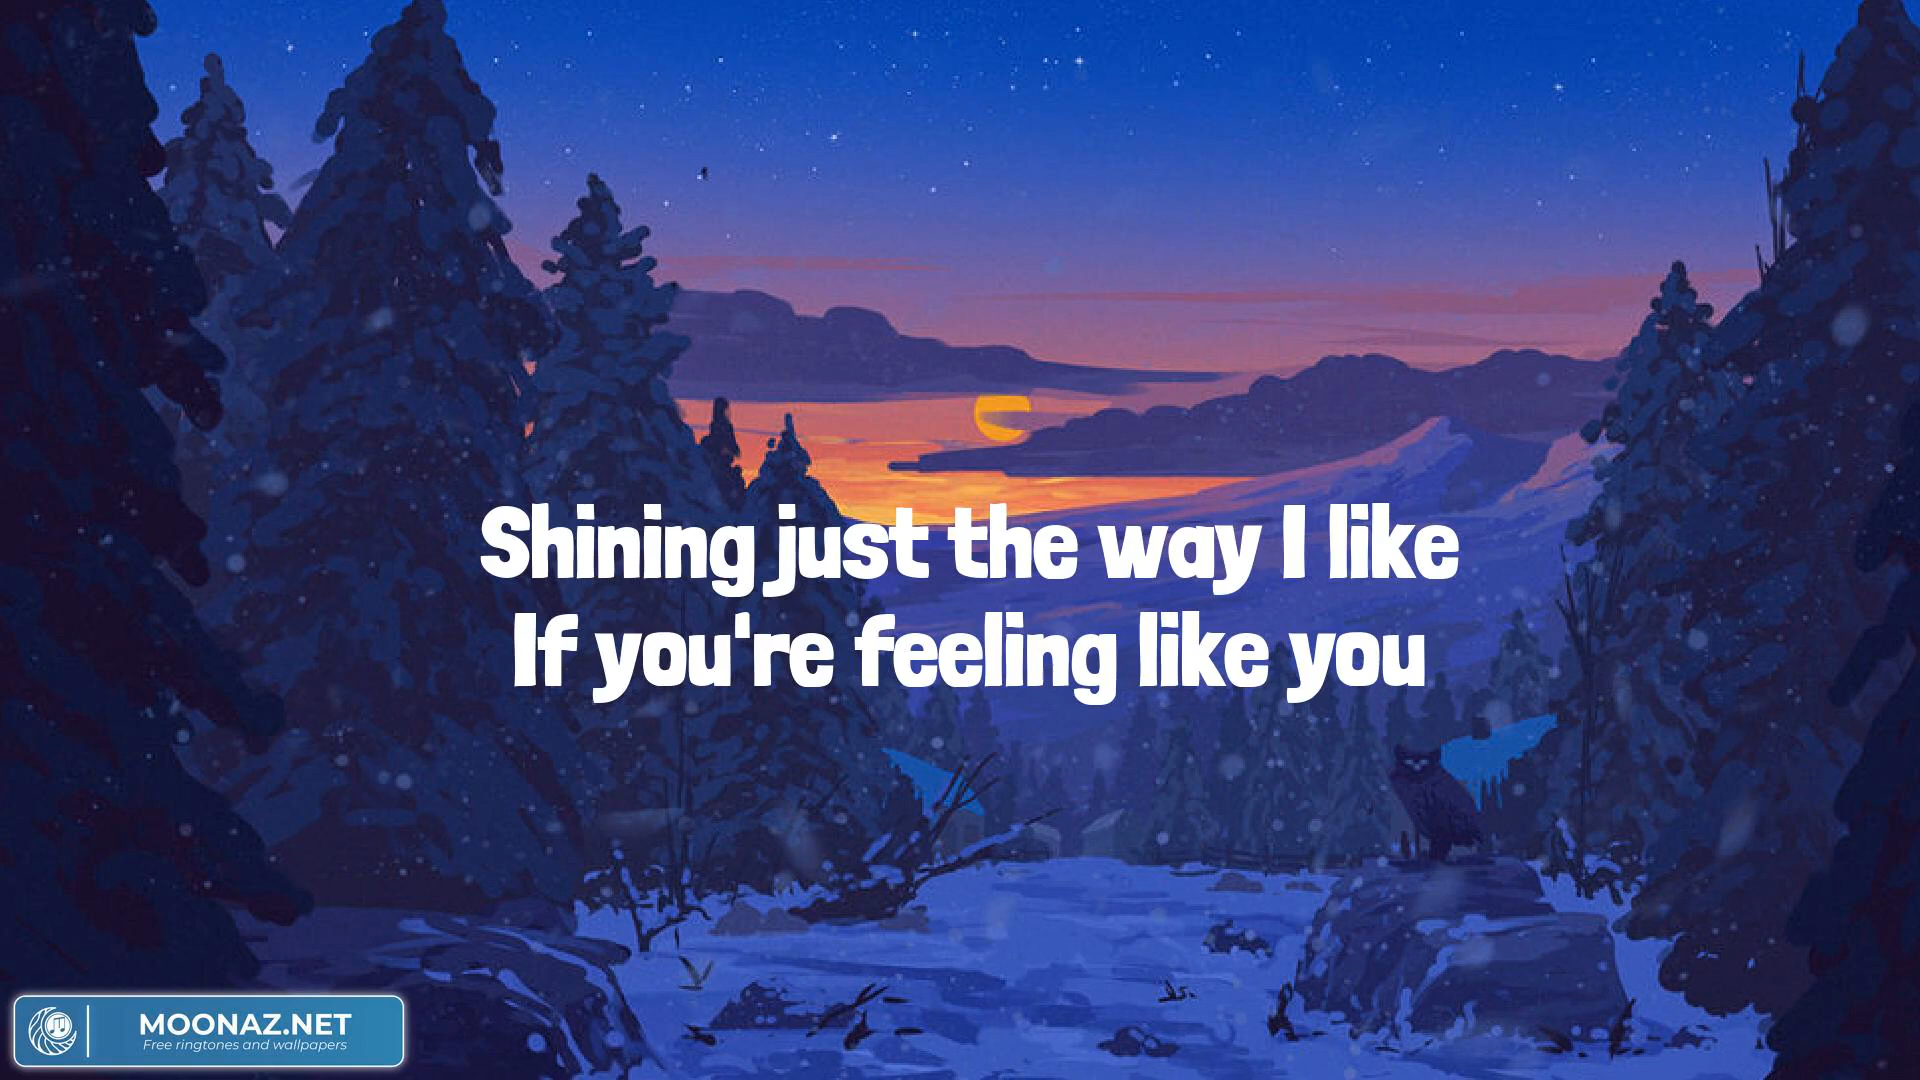 Shining just the way I like
If you're feeling like you
MOONAZ.NET
Free ringtones and wallpapers